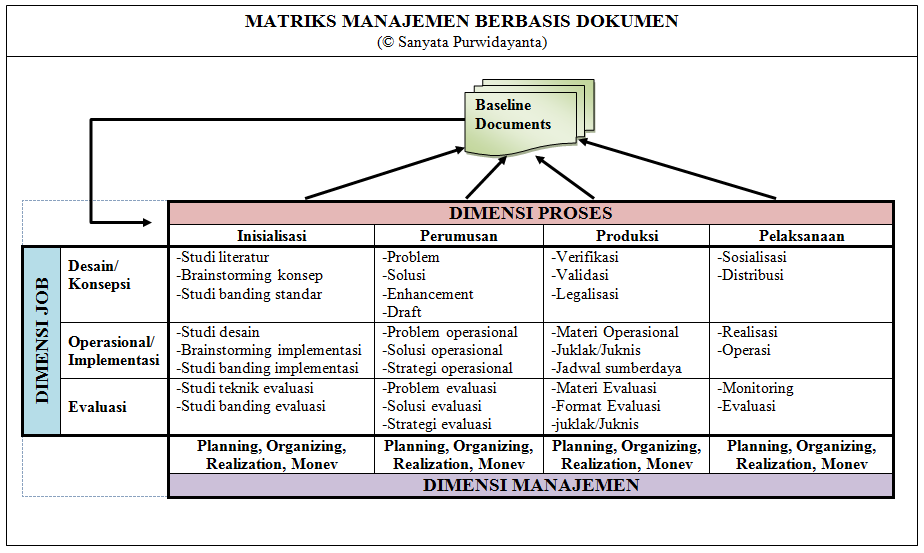 MATRIKS MANAJEMEN BERBASIS DOKUMEN
(© Sanyata Purwidayanta)
Baseline
Documents
DIMENSI PROSES
Inisialisasi
Perumusan
Produksi
Pelaksanaan
DIMENSI JOB
Desain/
Konsepsi
-Studi literatur
-Brainstorming konsep
-Studi banding standar
-Problem
-Solusi
-Enhancement
-Draft
-Verifikasi
-Validasi
-Legalisasi
-Sosialisasi
-Distribusi
Operasional/
Implementasi
-Studi desain
-Brainstorming implementasi
-Studi banding implementasi
-Problem operasional
-Solusi operasional
-Strategi operasional
-Materi Operasional
-Juklak/Juknis
-Jadwal sumberdaya
-Realisasi
-Operasi
Evaluasi
-Studi teknik evaluasi
-Studi banding evaluasi
-Problem evaluasi
-Solusi evaluasi
-Strategi evaluasi
-Materi Evaluasi
-Format Evaluasi
-juklak/Juknis
-Monitoring
-Evaluasi
Planning, Organizing,
Realization, Monev
Planning, Organizing,
Realization, Monev
Planning, Organizing,
Realization, Monev
Planning, Organizing,
Realization, Monev
DIMENSI MANAJEMEN